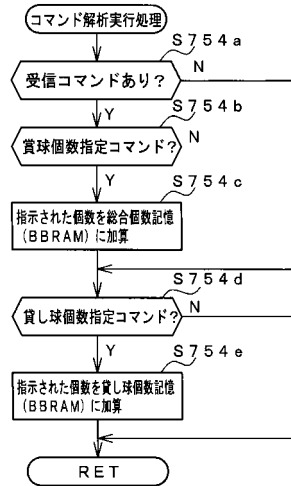 コマンド解析実行処理
S754a
受信コマンドあり?
N
Y
S754b
賞球個数指定コマンド?
N
Y
S754c
指示された個数を総合個数記憶
(BBRAM)に加算
S754d
貸し球個数指定コマンド?
N
Y
S754e
指示された個数を貸し球個数記憶
(BBRAM)に加算
RET